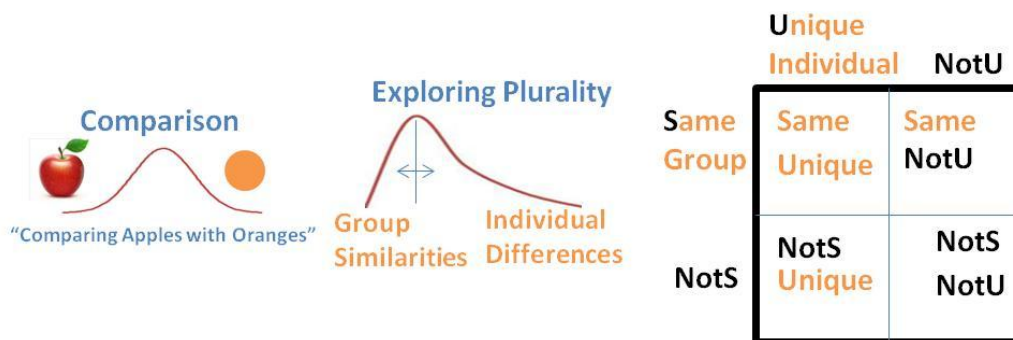 Comparison
"Comparing Apples with Oranges"
Exploring Plurality
Group
Similarities
Individual
Differences
Unique
Individual NotU
Same
Group
Same
Unique
Same
NotU
NotS
NotS
Unique
NotS
NotU